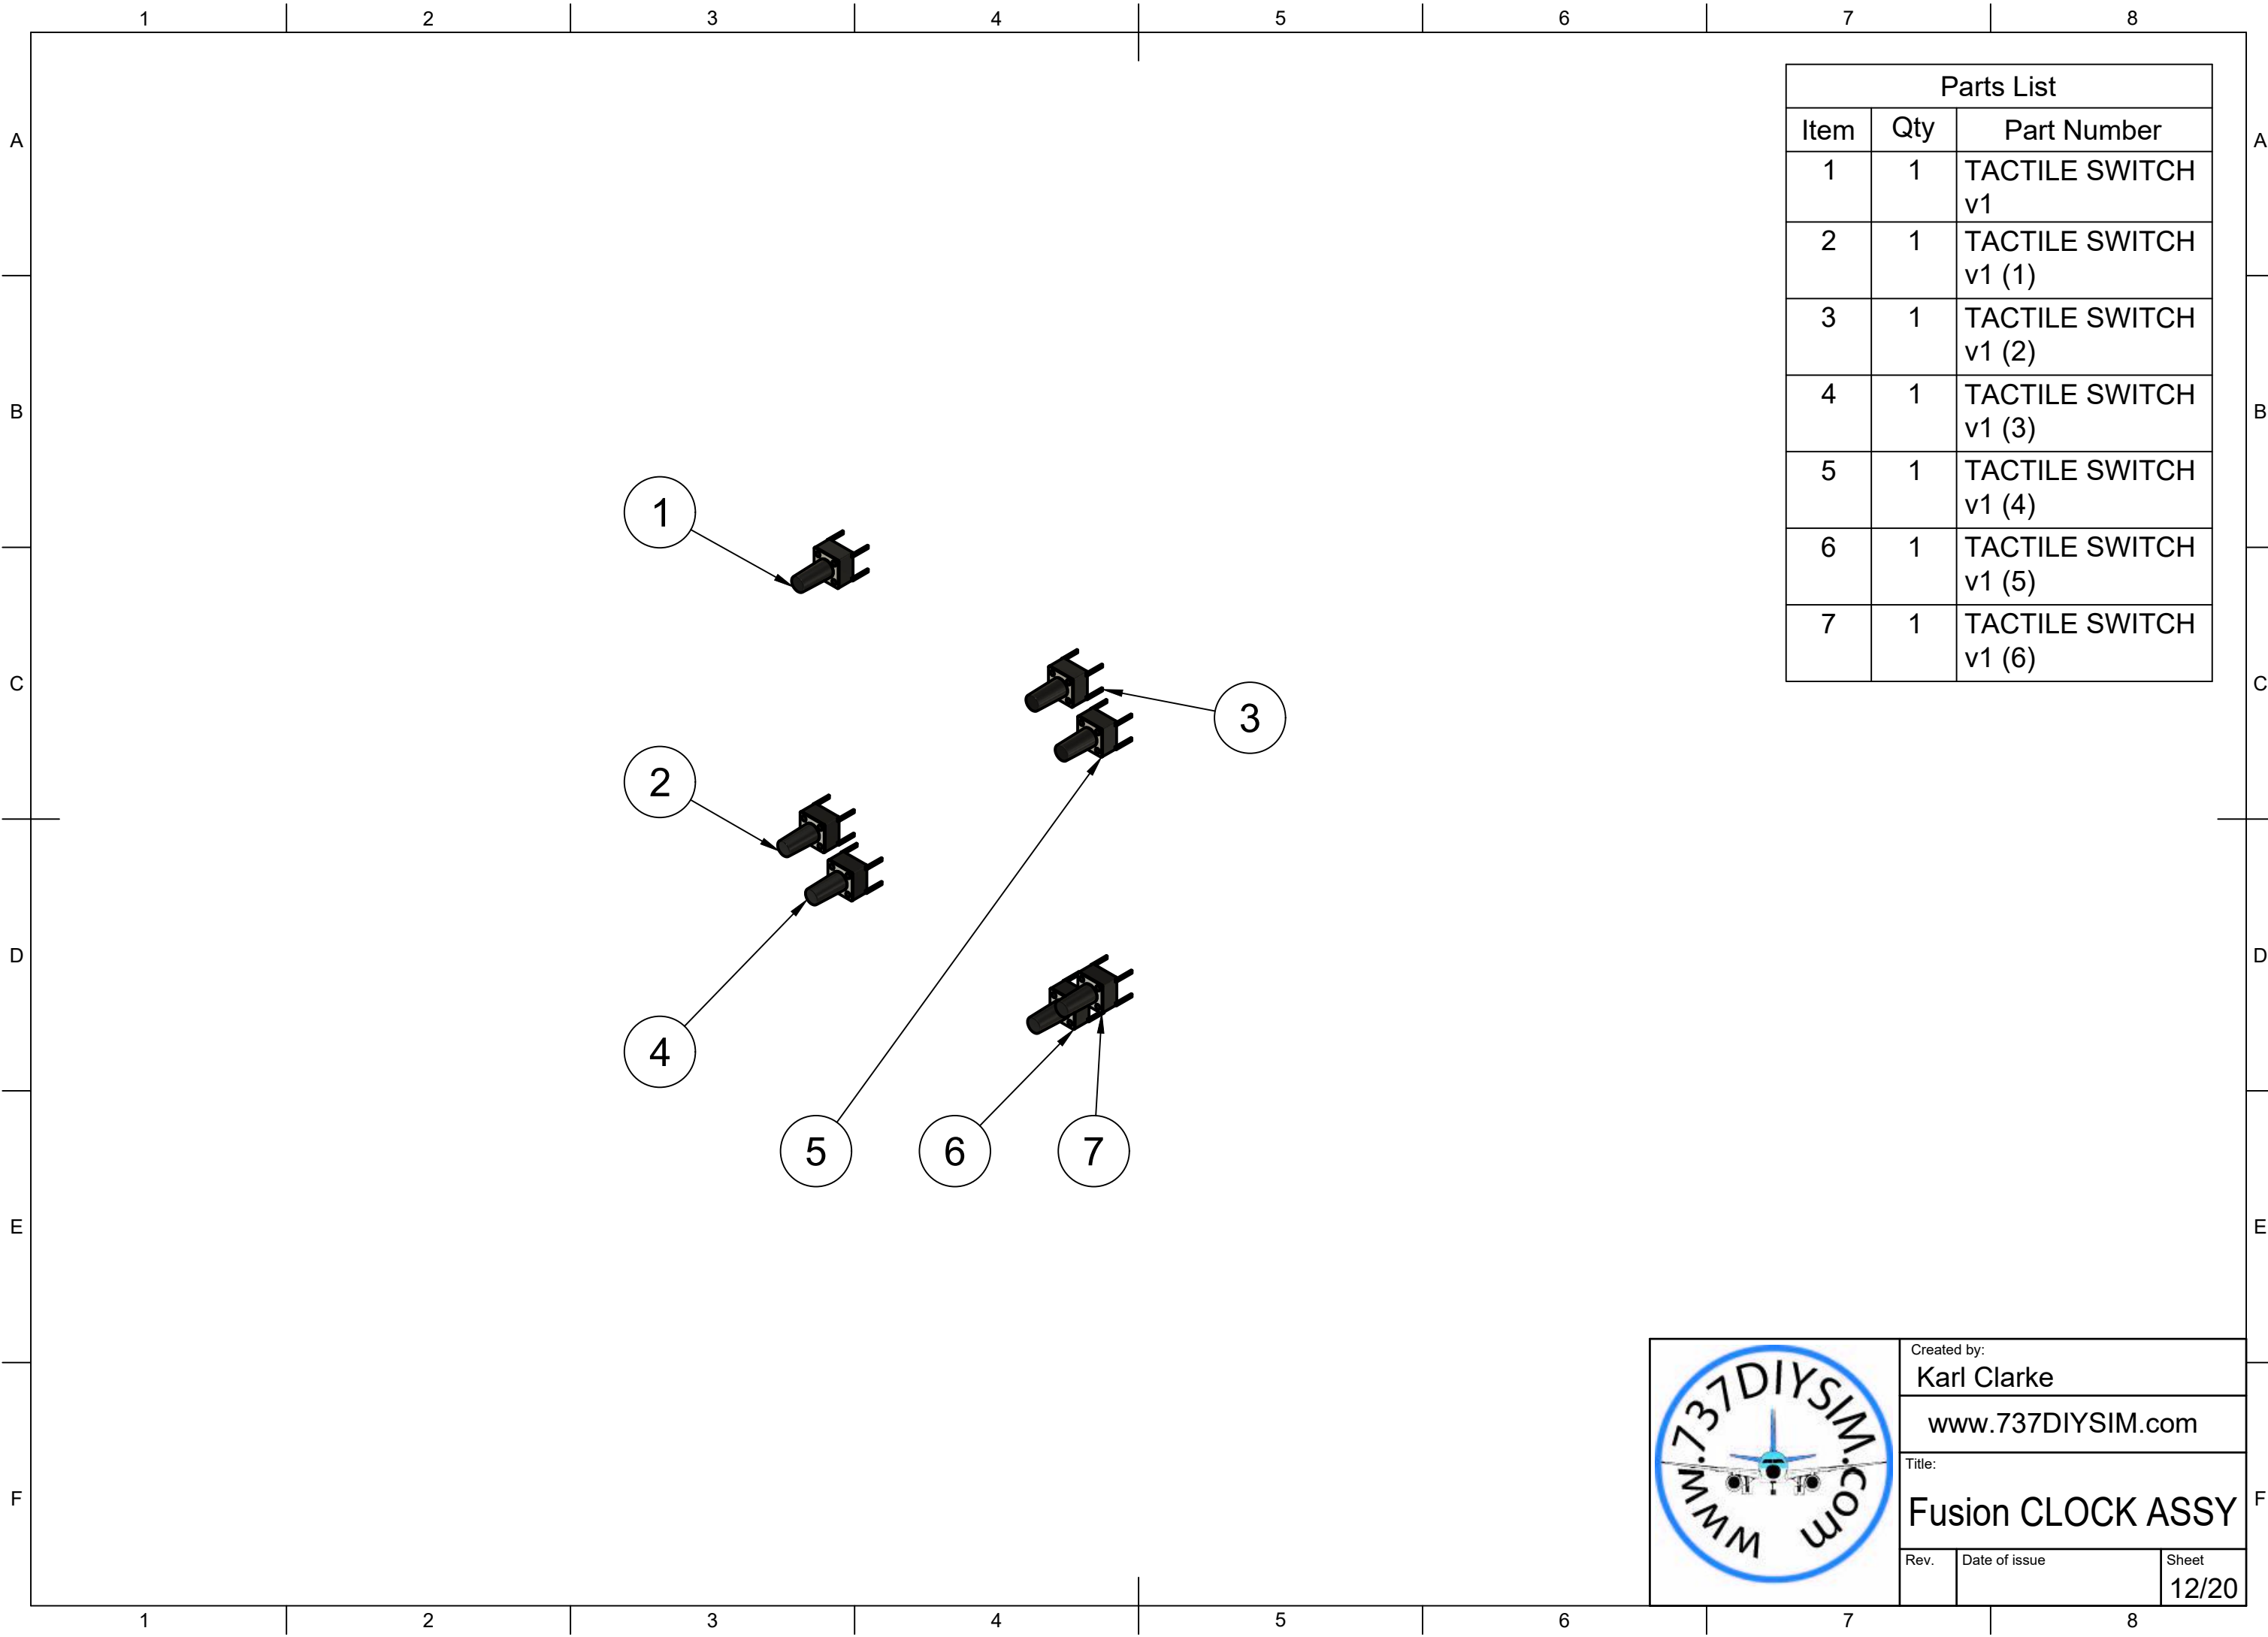 1 2 3 4 5 6 7 8
A A
B B
C C
D D
E E
F F
Parts List
Item Qty Part Number
1 1 TACTILE SWITCH
v1
2 1 TACTILE SWITCH
v1 (1)
3 1 TACTILE SWITCH
v1 (2)
4 1 TACTILE SWITCH
v1 (3)
5 1 TACTILE SWITCH
v1 (4)
6 1 TACTILE SWITCH
v1 (5)
7 1 TACTILE SWITCH
v1 (6)
1
3
2
4
5 6 7
www.737DIYSIM.com
Created by:
Karl Clarke
www.737DIYSIM.com
Title:
Fusion CLOCK ASSY
Rev. Date of issue Sheet
12/20
1 2 3 4 5 6 7 8